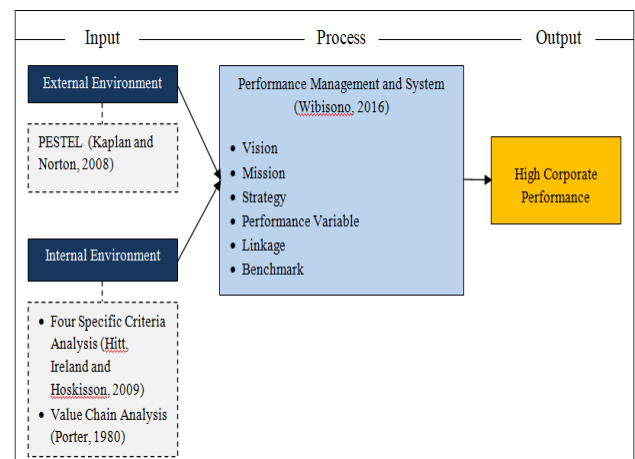 Input
Process
Output
External Environment
PESTEL (Kaplan and
Norton, 2008)
Internal Environment
• Four Specific Criteria
Analysis (Hitt,
Ireland and
Hoskisson, 2009)
• Value Chain Analysis
(Porter, 1980)
Performance Management and System
(Wibisono, 2016)
• Vision
• Mission
• Strategy
• Performance Variable
• Linkage
• Benchmark
High Corporate
Performance